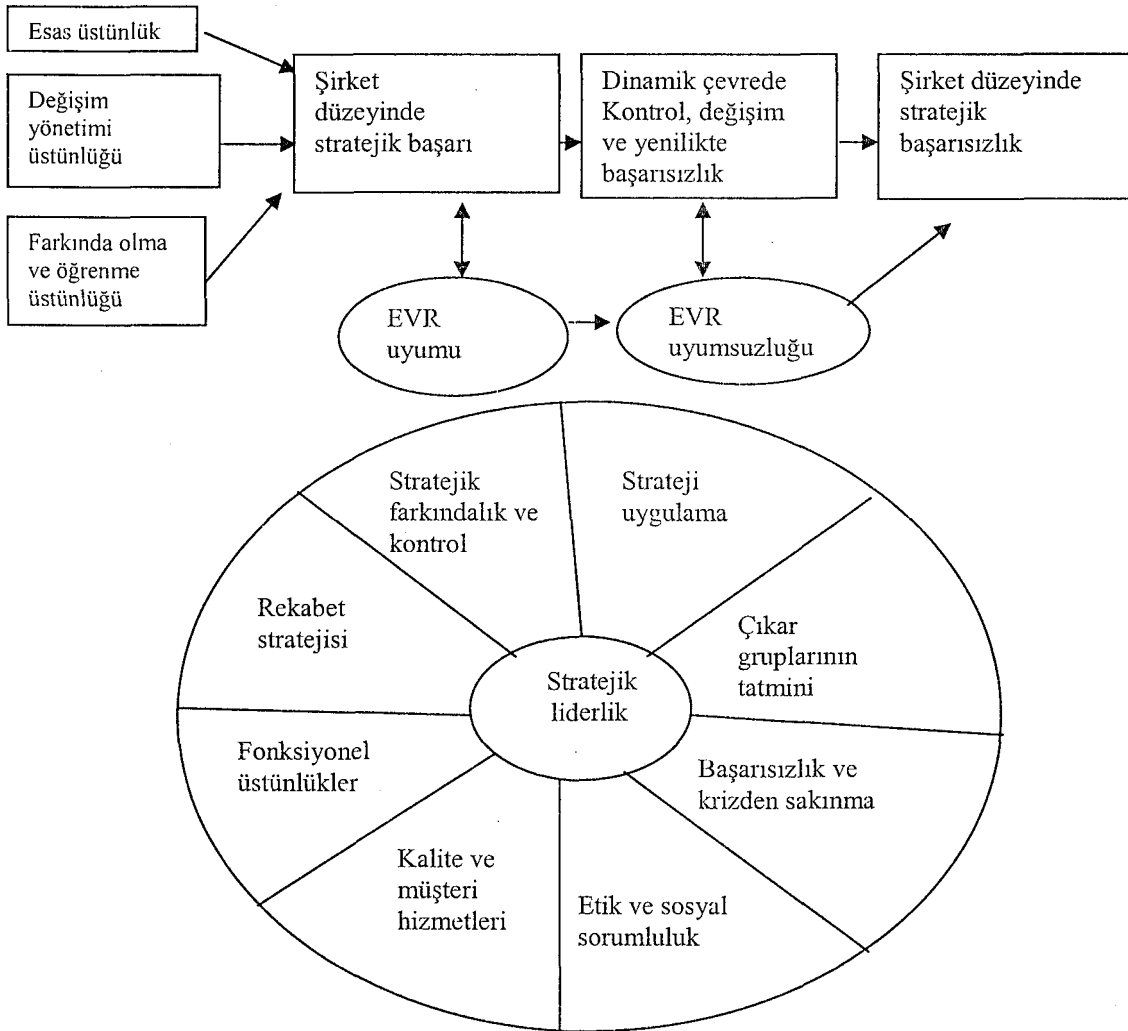 Esas üstünlük
Değişim
yönetimi
üstünlüğü
Farkında olma
ve öğrenme
üstünlüğü
Şirket
düzeyinde
stratejik başarı
Dinamik çevrede
Kontrol, değişim
ve yenilikte
başarısızlık
Şirket düzeyinde
stratejik
başarısızlık
EVR
uyumu
EVR
uyumsuzluğu
Stratejik
farkındalık ve
kontrol
Strateji
uygulama
Rekabet
stratejisi
Çıkar
gruplarının
tatmini
Stratejik
liderlik
Fonksiyonel
üstünlükler
Başarısızlık ve
krizden sakınma
Kalite ve
müşteri
hizmetleri
Etik ve sosyal
sorumluluk